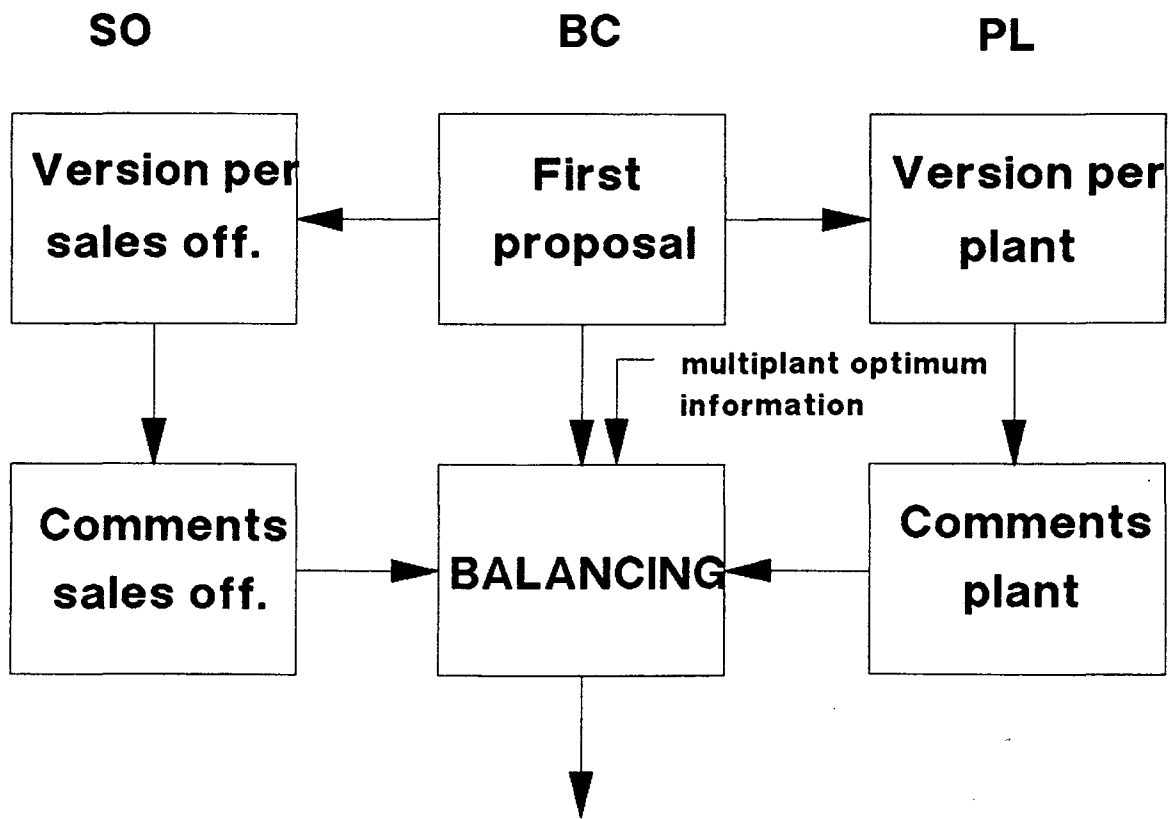 SO
BC
PL
Version per
sales off.
First
proposal
Version per
plant
multiplant optimum
information
Comments
sales off.
BALANCING
Comments
plant